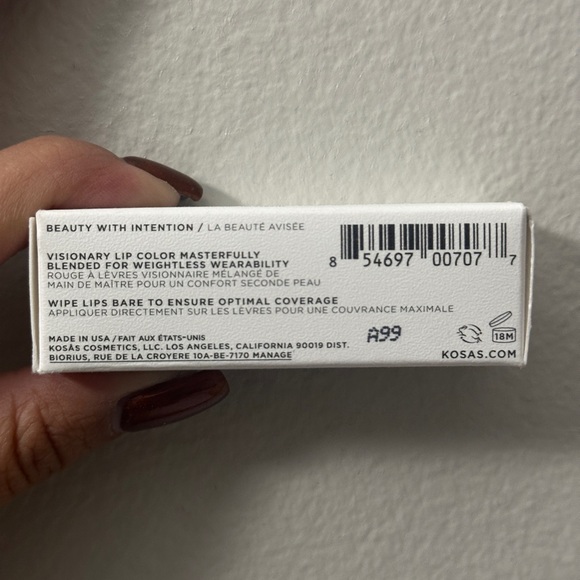 BEAUTY WITH INTENTION / LA BEAUTÉ AVISÉE
VISIONARY LIP COLOR MASTERFULLY
BLENDED FOR WEIGHTLESS WEARABILITY
ROUGE À LÈVRES VISIONNAIRE MÉLANGÉ DE
MAIN DE MAÎTRE POUR UN CONFORT SECONDE PEAU
WIPE LIPS BARE TO ENSURE OPTIMAL COVERAGE
APPLIQUER DIRECTEMENT SUR LES LÈVRES POUR UNE COUVRANCE MAXIMALE
MADE IN USA / FAIT AUX ÉTATS-UNIS
KOSÅS COSMETICS, LLC. LOS ANGELES, CALIFORNIA 90019 DIST.
BIORIUS, RUE DE LA CROYERE 10A-BE-7170 MANAGE
8 54697 00707 7
A99
18M
KOSAS.COM